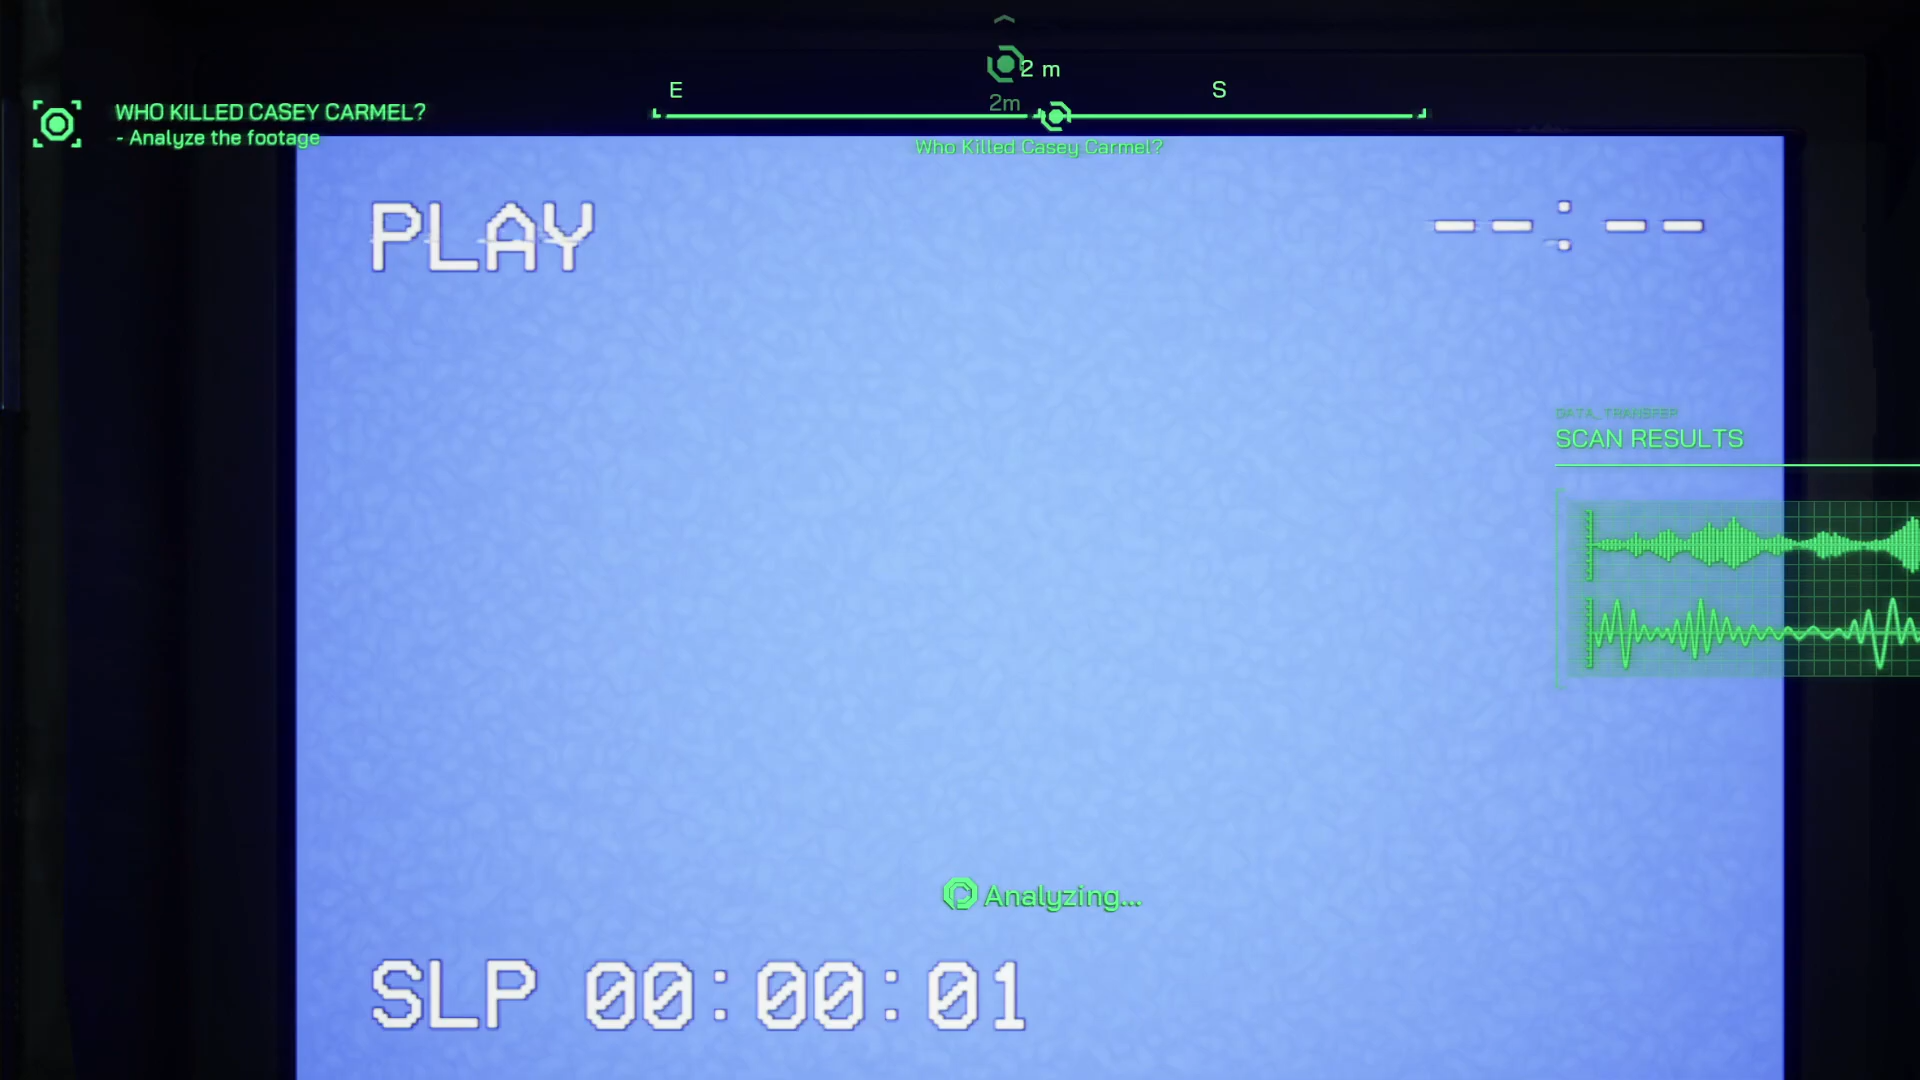 2 m
E
S
2m
WHO KILLED CASEY CARMEL?
- Analyze the footage
Who Killed Casey Carmel?
PLAY
--:--
DATA_TRANSFER
SCAN RESULTS
Analyzing...
SLP 00:00:01